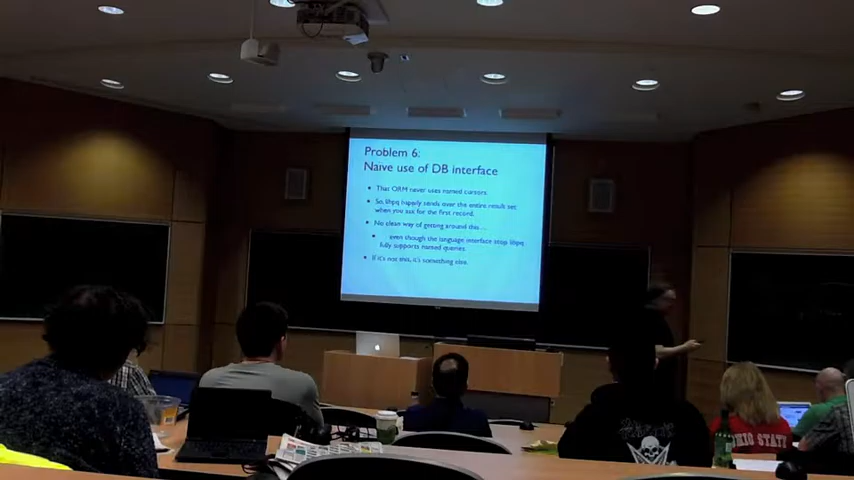 Problem 6:
Naive use of DB interface
That ORM never uses named cursors.
So, libpq happily sends over the entire result set
when you ask for the first record.
No clean way of getting around this...
even though the language interface atop libpq
fully supports named queries.
If it's not this, it's something else.
OHIO STATE